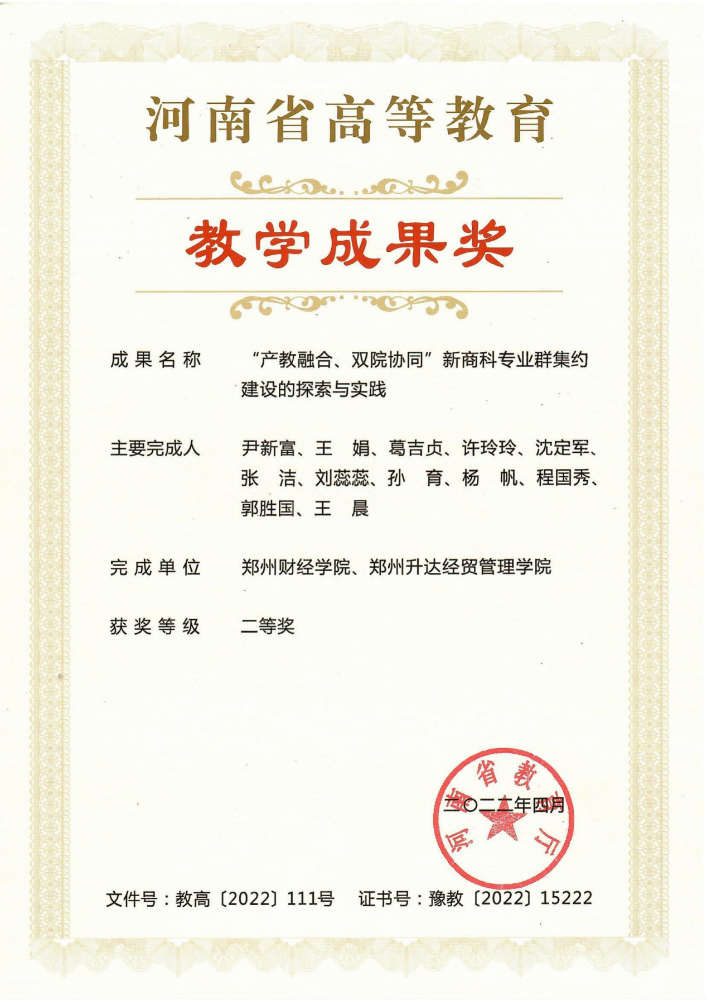 河南省高等教育
教学成果奖
成果名称 “产教融合、双院协同”新商科专业群集约
建设的探索与实践
主要完成人 尹新富、王 娟、葛吉贞、许玲玲、沈定军、
张 洁、刘蕊蕊、孙 育、杨 帆、程国秀、
郭胜国、王 晨
完成单位 郑州财经学院、郑州升达经贸管理学院
获奖等级 二等奖
河南省教育厅
二〇二二年四月
文件号：教高〔2022〕111号 证书号：豫教〔2022〕15222